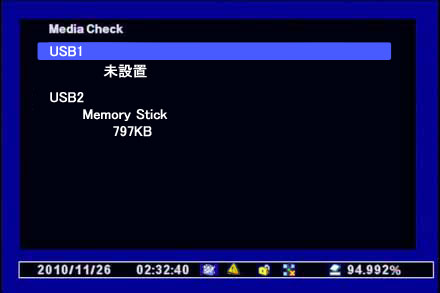 Media Check
USB1
未設置
USB2
Memory Stick
797KB
2010/11/26 02:32:40 94.992%